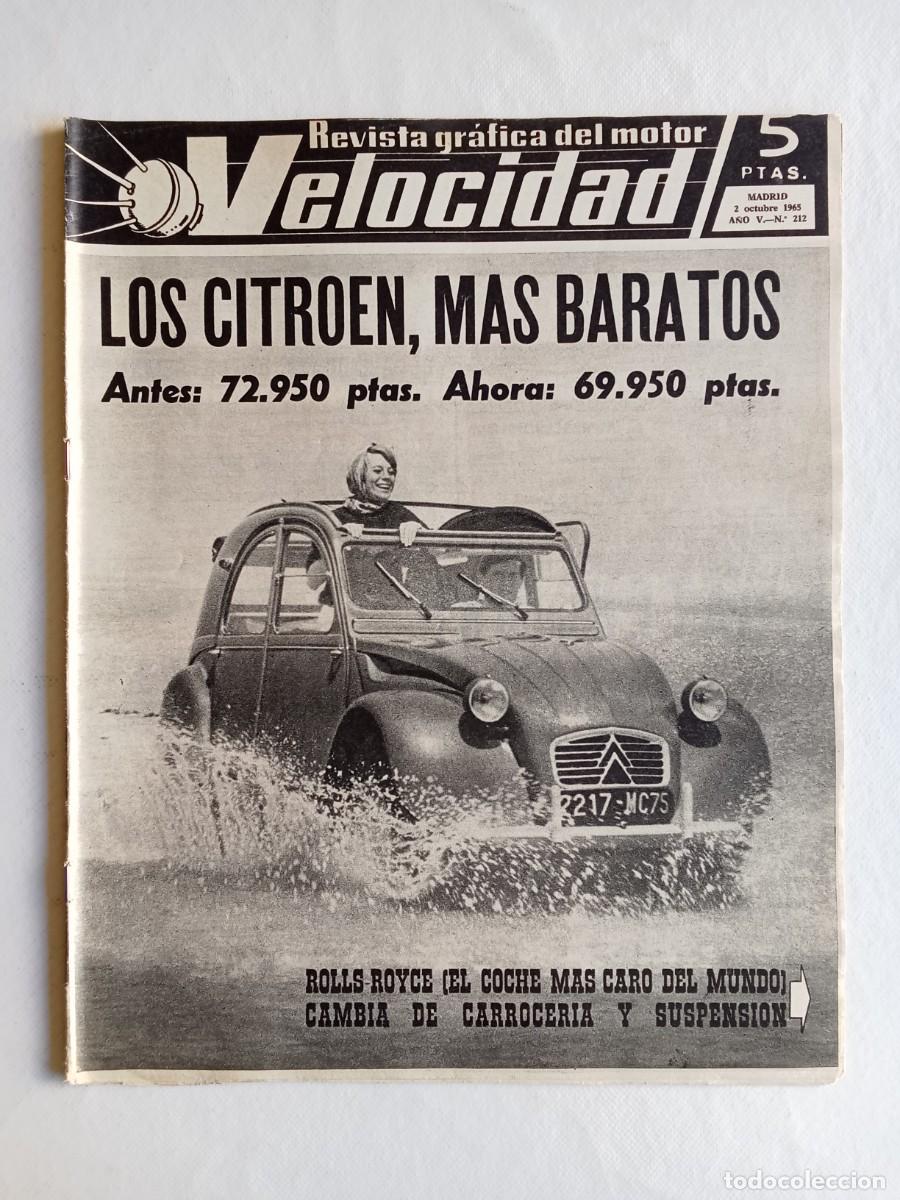 Revista gráfica del motor
Velocidad
5
PTAS.
MADRID
2 octubre 1965
AÑO V.—N.° 212
LOS CITROEN, MAS BARATOS
Antes: 72.950 ptas. Ahora: 69.950 ptas.
2217-MC75
ROLLS-ROYCE (EL COCHE MAS CARO DEL MUNDO)
CAMBIA DE CARROCERIA Y SUSPENSION
todocoleccion